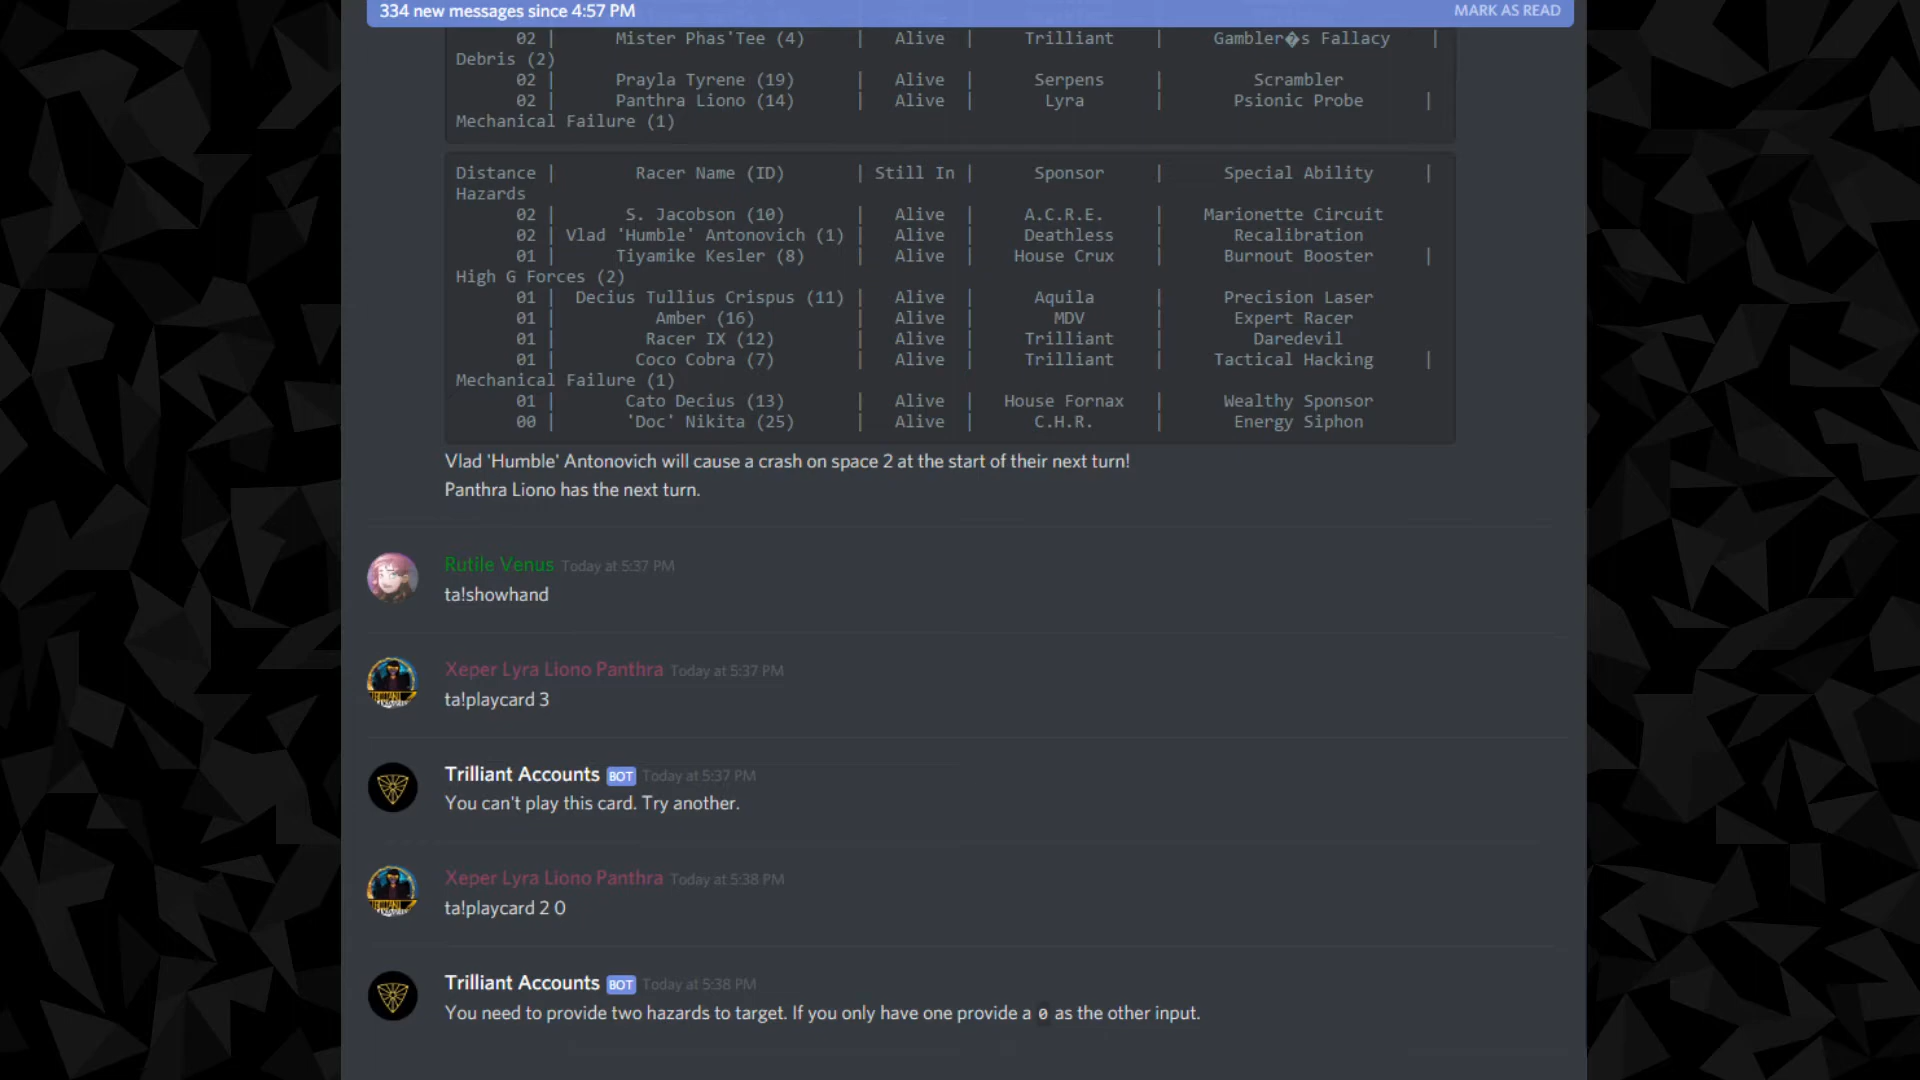 334 new messages since 4:57 PM MARK AS READ
02 | Mister Phas'Tee (4) | Alive | Trilliant | Gambler�s Fallacy |
Debris (2)
02 | Prayla Tyrene (19) | Alive | Serpens | Scrambler
02 | Panthra Liono (14) | Alive | Lyra | Psionic Probe |
Mechanical Failure (1)
Distance | Racer Name (ID) | Still In | Sponsor | Special Ability |
Hazards
02 | S. Jacobson (10) | Alive | A.C.R.E. | Marionette Circuit
02 | Vlad 'Humble' Antonovich (1) | Alive | Deathless | Recalibration
01 | Tiyamike Kesler (8) | Alive | House Crux | Burnout Booster |
High G Forces (2)
01 | Decius Tullius Crispus (11) | Alive | Aquila | Precision Laser
01 | Amber (16) | Alive | MDV | Expert Racer
01 | Racer IX (12) | Alive | Trilliant | Daredevil
01 | Coco Cobra (7) | Alive | Trilliant | Tactical Hacking |
Mechanical Failure (1)
01 | Cato Decius (13) | Alive | House Fornax | Wealthy Sponsor
00 | 'Doc' Nikita (25) | Alive | C.H.R. | Energy Siphon
Vlad 'Humble' Antonovich will cause a crash on space 2 at the start of their next turn!
Panthra Liono has the next turn.
Rutile Venus Today at 5:37 PM
ta!showhand
Xeper Lyra Liono Panthra Today at 5:37 PM
ta!playcard 3
Trilliant Accounts BOT Today at 5:37 PM
You can't play this card. Try another.
Xeper Lyra Liono Panthra Today at 5:38 PM
ta!playcard 2 0
Trilliant Accounts BOT Today at 5:38 PM
You need to provide two hazards to target. If you only have one provide a 0 as the other input.